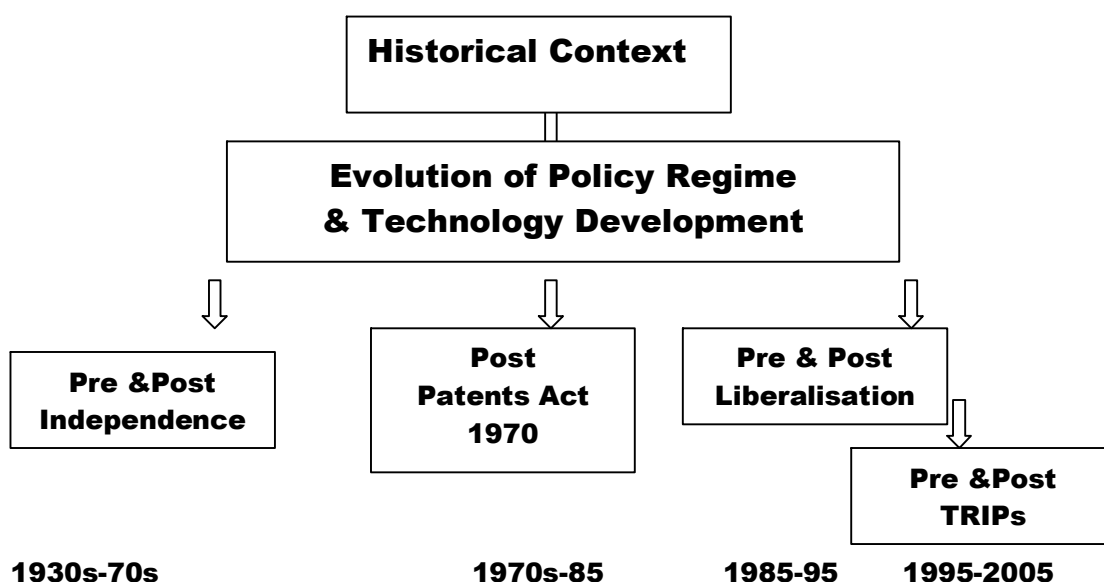 Historical Context
Evolution of Policy Regime
& Technology Development
Pre &Post
Independence
Post
Patents Act
1970
Pre & Post
Liberalisation
Pre &Post
TRIPs
1930s-70s
1970s-85
1985-95
1995-2005